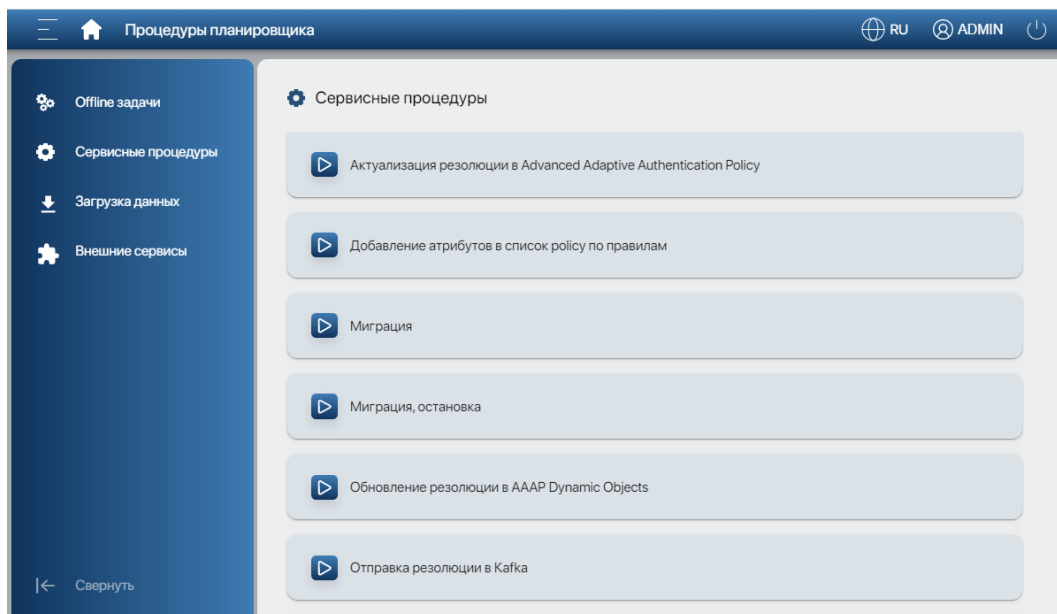 Процедуры планировщика
RU
ADMIN
Offline задачи
Сервисные процедуры
Загрузка данных
Внешние сервисы
Свернуть
Сервисные процедуры
Актуализация резолюции в Advanced Adaptive Authentication Policy
Добавление атрибутов в список policy по правилам
Миграция
Миграция, остановка
Обновление резолюции в AAAP Dynamic Objects
Отправка резолюции в Kafka